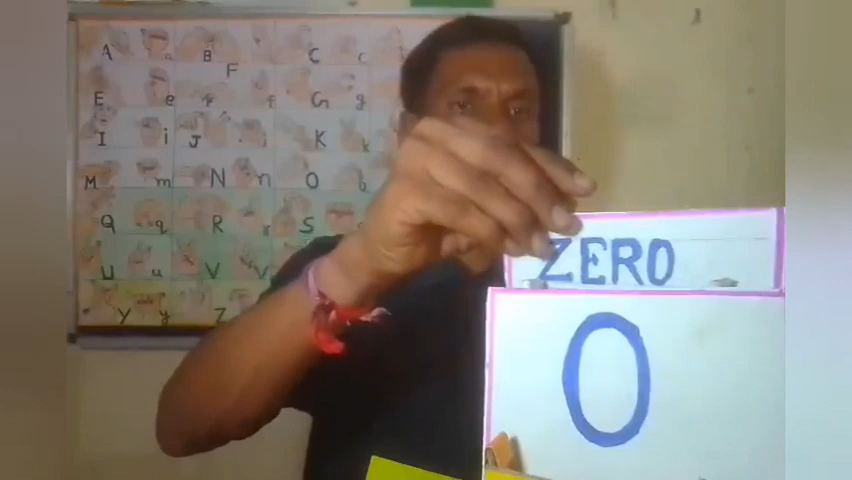 A B C c
F
E e f G g
I i J K
M m N n O
Q q R r S s
U u V v
Y y Z
ZERO
0